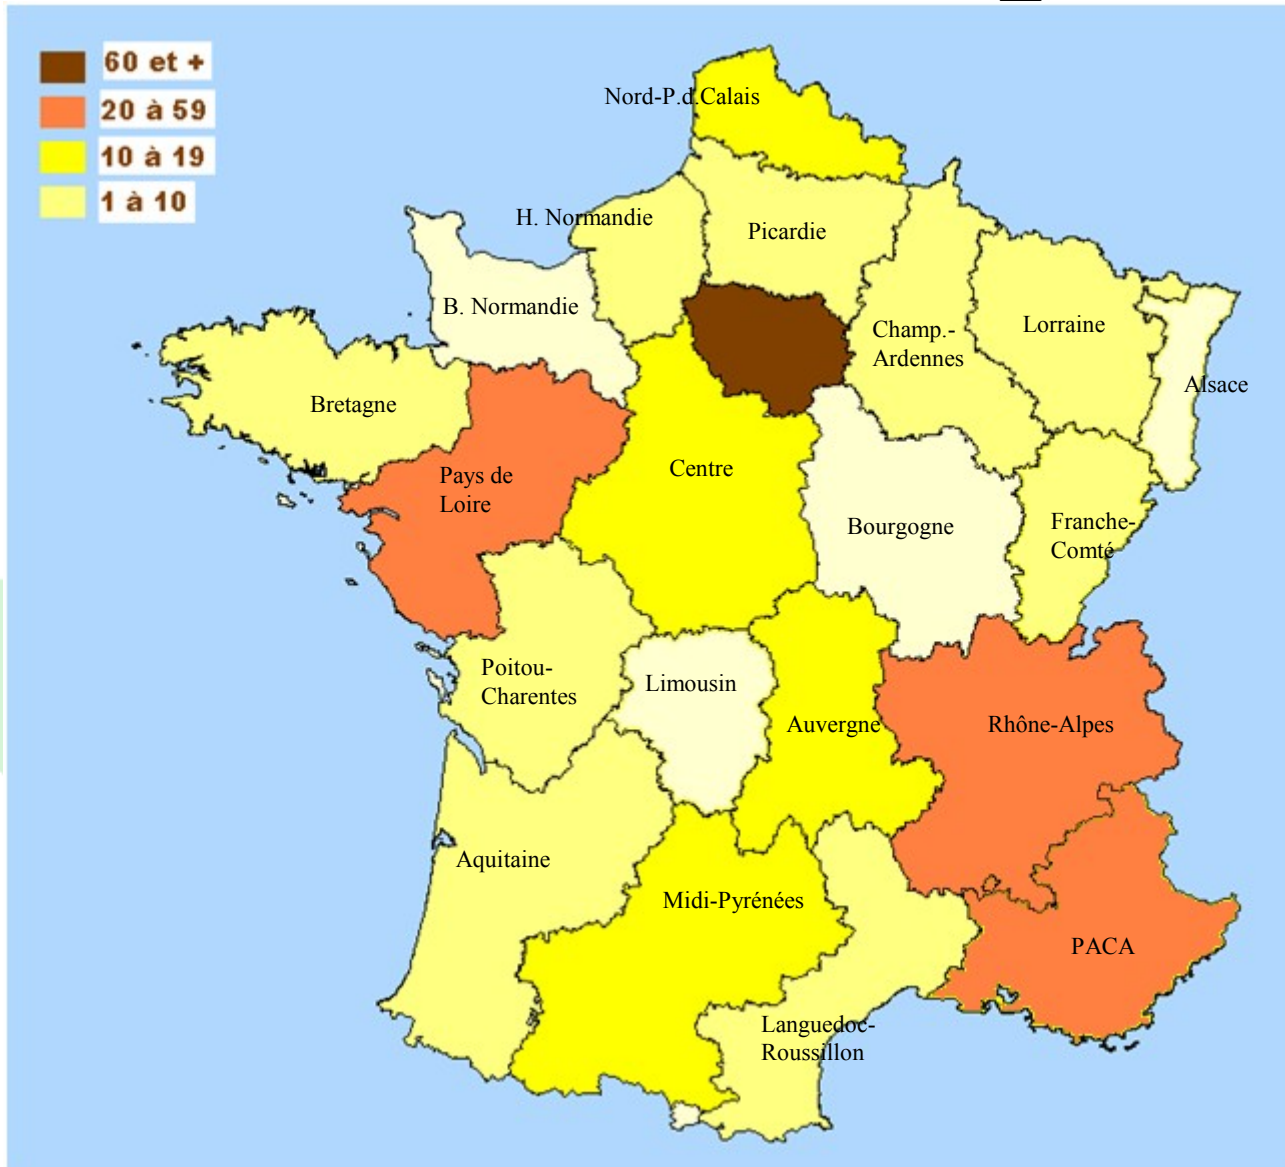 60 et +
20 à 59
10 à 19
1 à 10
Nord-P.d.Calais
H. Normandie
Picardie
B. Normandie
Champ.-
Ardennes
Lorraine
Alsace
Bretagne
Pays de
Loire
Centre
Bourgogne
Franche-
Comté
Poitou-
Charentes
Limousin
Auvergne
Rhône-Alpes
Aquitaine
Midi-Pyrénées
PACA
Languedoc-
Roussillon